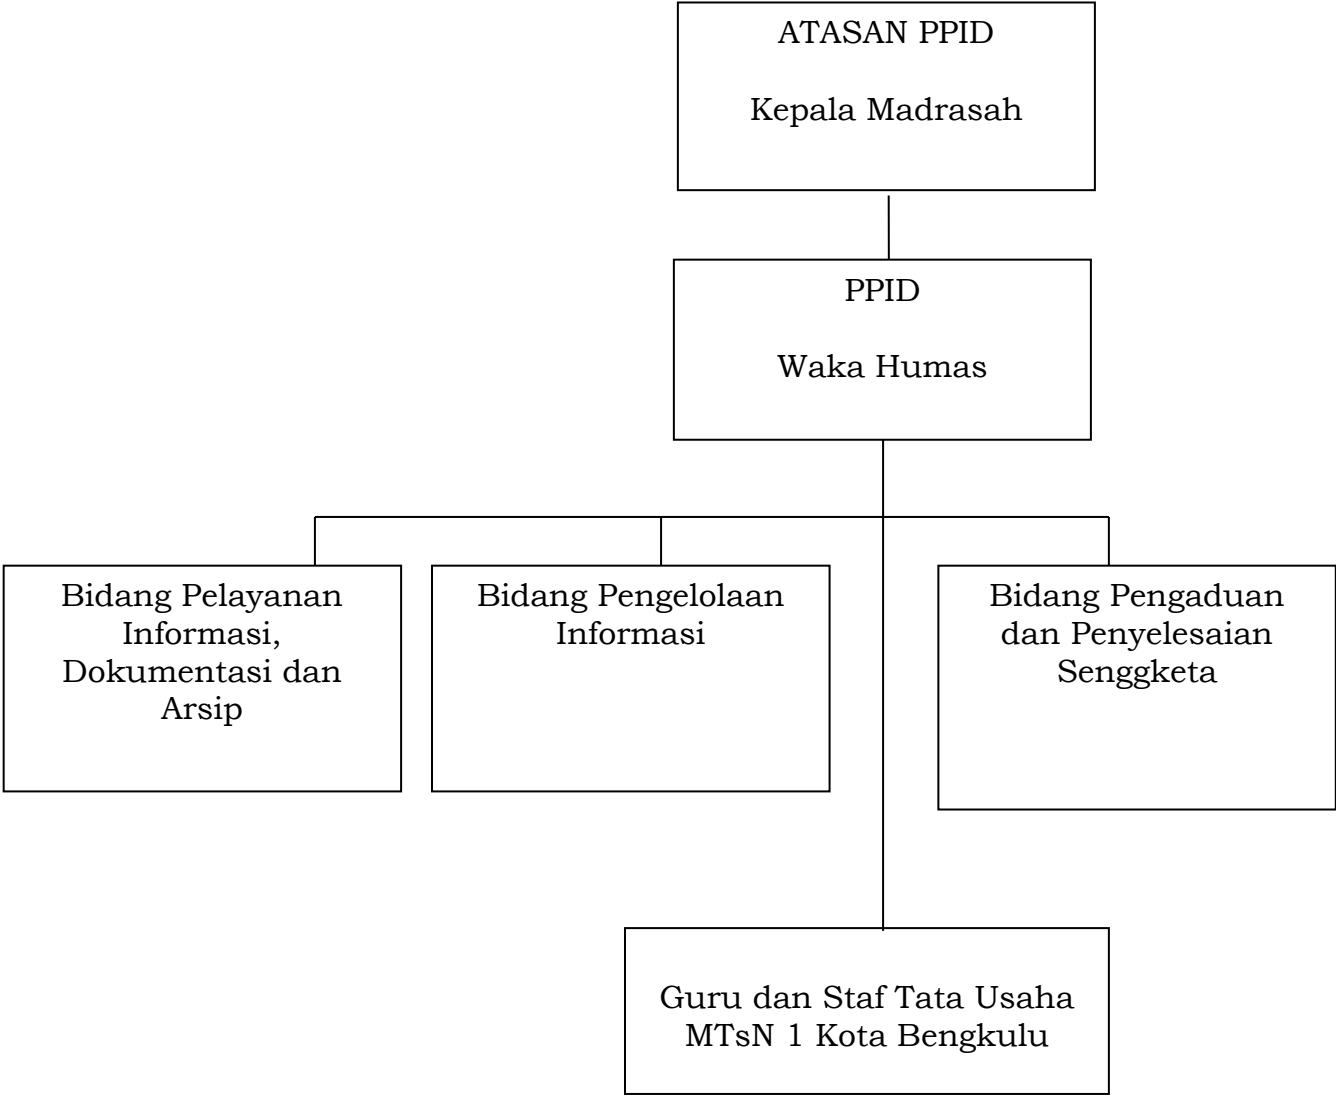 ATASAN PPID
Kepala Madrasah
PPID
Waka Humas
Bidang Pelayanan
Informasi,
Dokumentasi dan
Arsip
Bidang Pengelolaan
Informasi
Bidang Pengaduan
dan Penyelesaian
Senggketa
Guru dan Staf Tata Usaha
MTsN 1 Kota Bengkulu